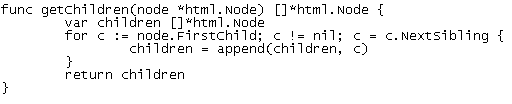 func getChildren(node *html.Node) []*html.Node {
        var children []*html.Node
        for c := node.FirstChild; c != nil; c = c.NextSibling {
                children = append(children, c)
        }
        return children
}